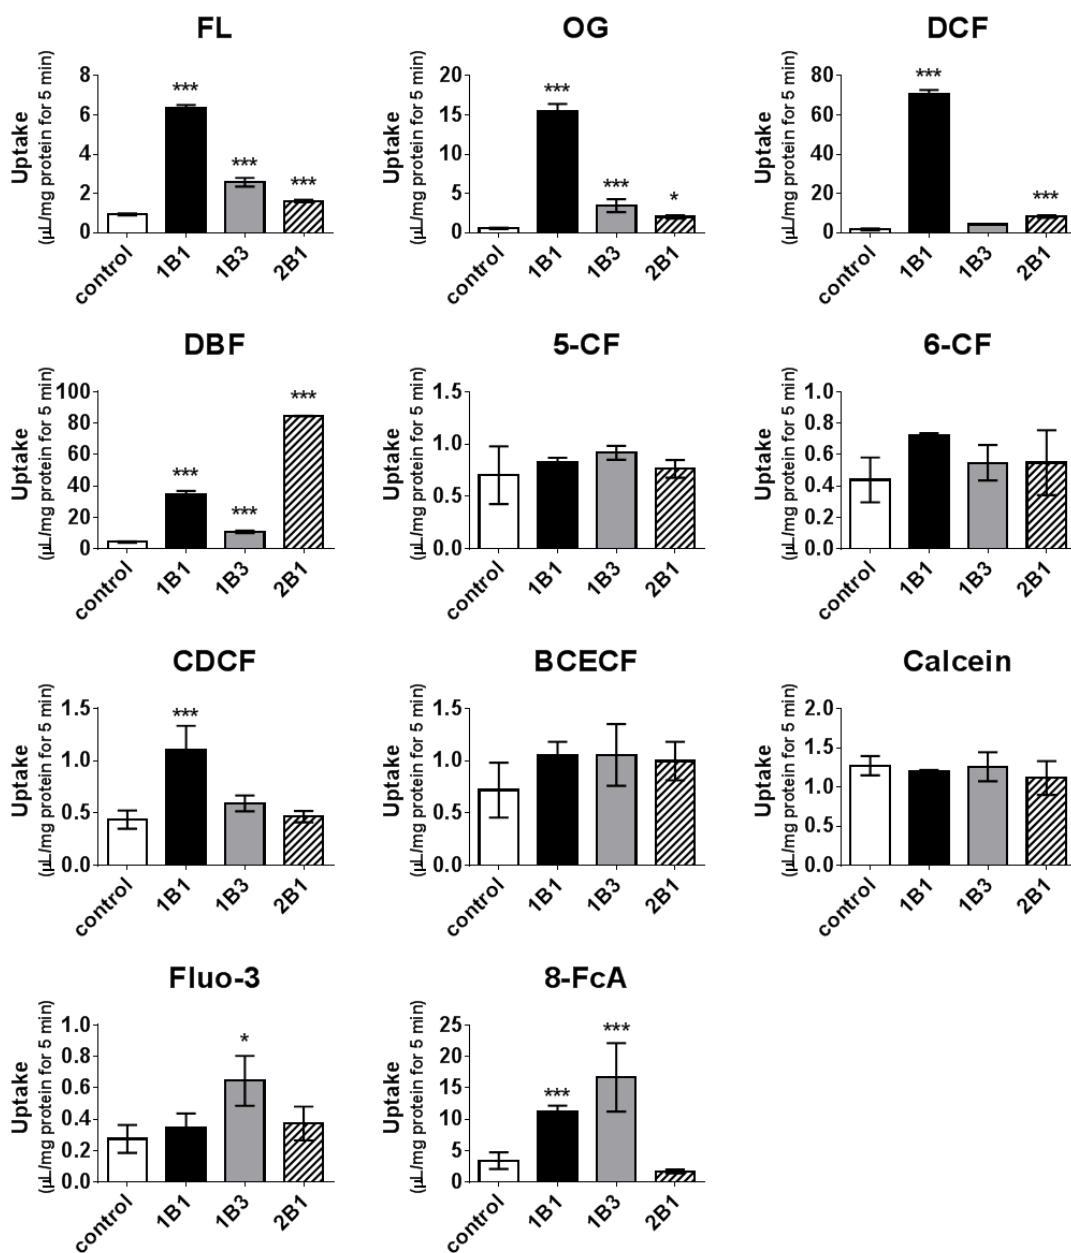 FL
Uptake
(µL/mg protein for 5 min)
8
6
4
2
0
***
***
***
control
1B1
1B3
2B1
OG
Uptake
(µL/mg protein for 5 min)
20
15
10
5
0
***
***
*
control
1B1
1B3
2B1
DCF
Uptake
(µL/mg protein for 5 min)
80
60
40
20
0
***
***
control
1B1
1B3
2B1
DBF
Uptake
(µL/mg protein for 5 min)
100
80
60
40
20
0
***
***
***
control
1B1
1B3
2B1
5-CF
Uptake
(µL/mg protein for 5 min)
1.5
1.0
0.5
0.0
control
1B1
1B3
2B1
6-CF
Uptake
(µL/mg protein for 5 min)
1.0
0.8
0.6
0.4
0.2
0.0
control
1B1
1B3
2B1
CDCF
Uptake
(µL/mg protein for 5 min)
1.5
1.0
0.5
0.0
***
control
1B1
1B3
2B1
BCECF
Uptake
(µL/mg protein for 5 min)
1.5
1.0
0.5
0.0
control
1B1
1B3
2B1
Calcein
Uptake
(µL/mg protein for 5 min)
2.0
1.5
1.0
0.5
0.0
control
1B1
1B3
2B1
Fluo-3
Uptake
(µL/mg protein for 5 min)
1.0
0.8
0.6
0.4
0.2
0.0
*
control
1B1
1B3
2B1
8-FcA
Uptake
(µL/mg protein for 5 min)
25
20
15
10
5
0
***
***
control
1B1
1B3
2B1